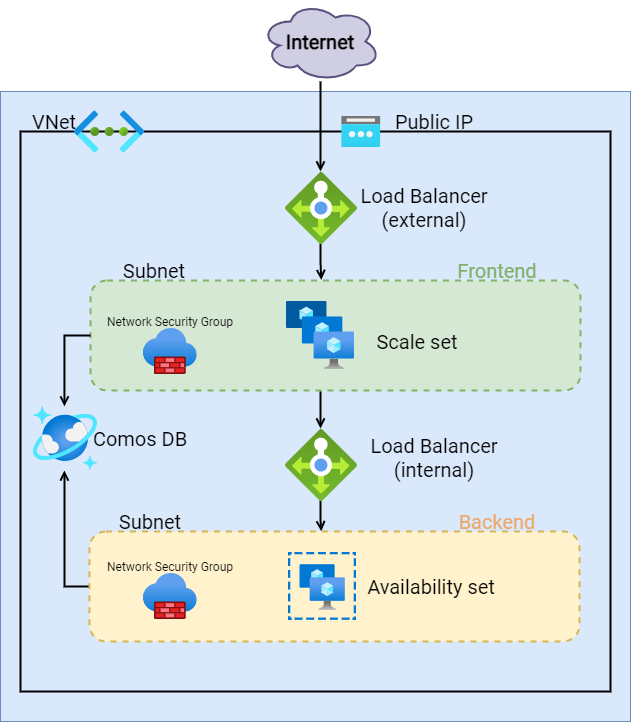 Internet
VNet
Public IP
Load Balancer
(external)
Subnet
Frontend
Network Security Group
Scale set
Comos DB
Load Balancer
(internal)
Subnet
Backend
Network Security Group
Availability set